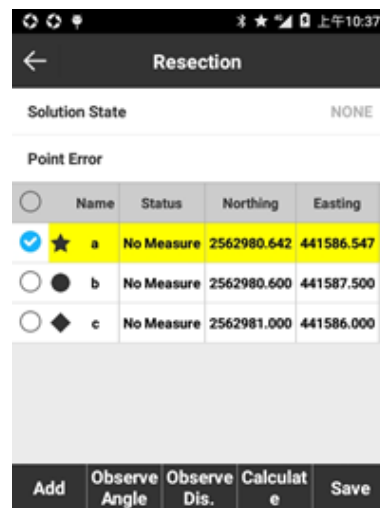 上午10:37
Resection
Solution State NONE
Point Error
Name Status Northing Easting
a No Measure 2562980.642 441586.547
b No Measure 2562980.600 441587.500
c No Measure 2562981.000 441586.000
Add Observe Angle Observe Dis. Calculate Save